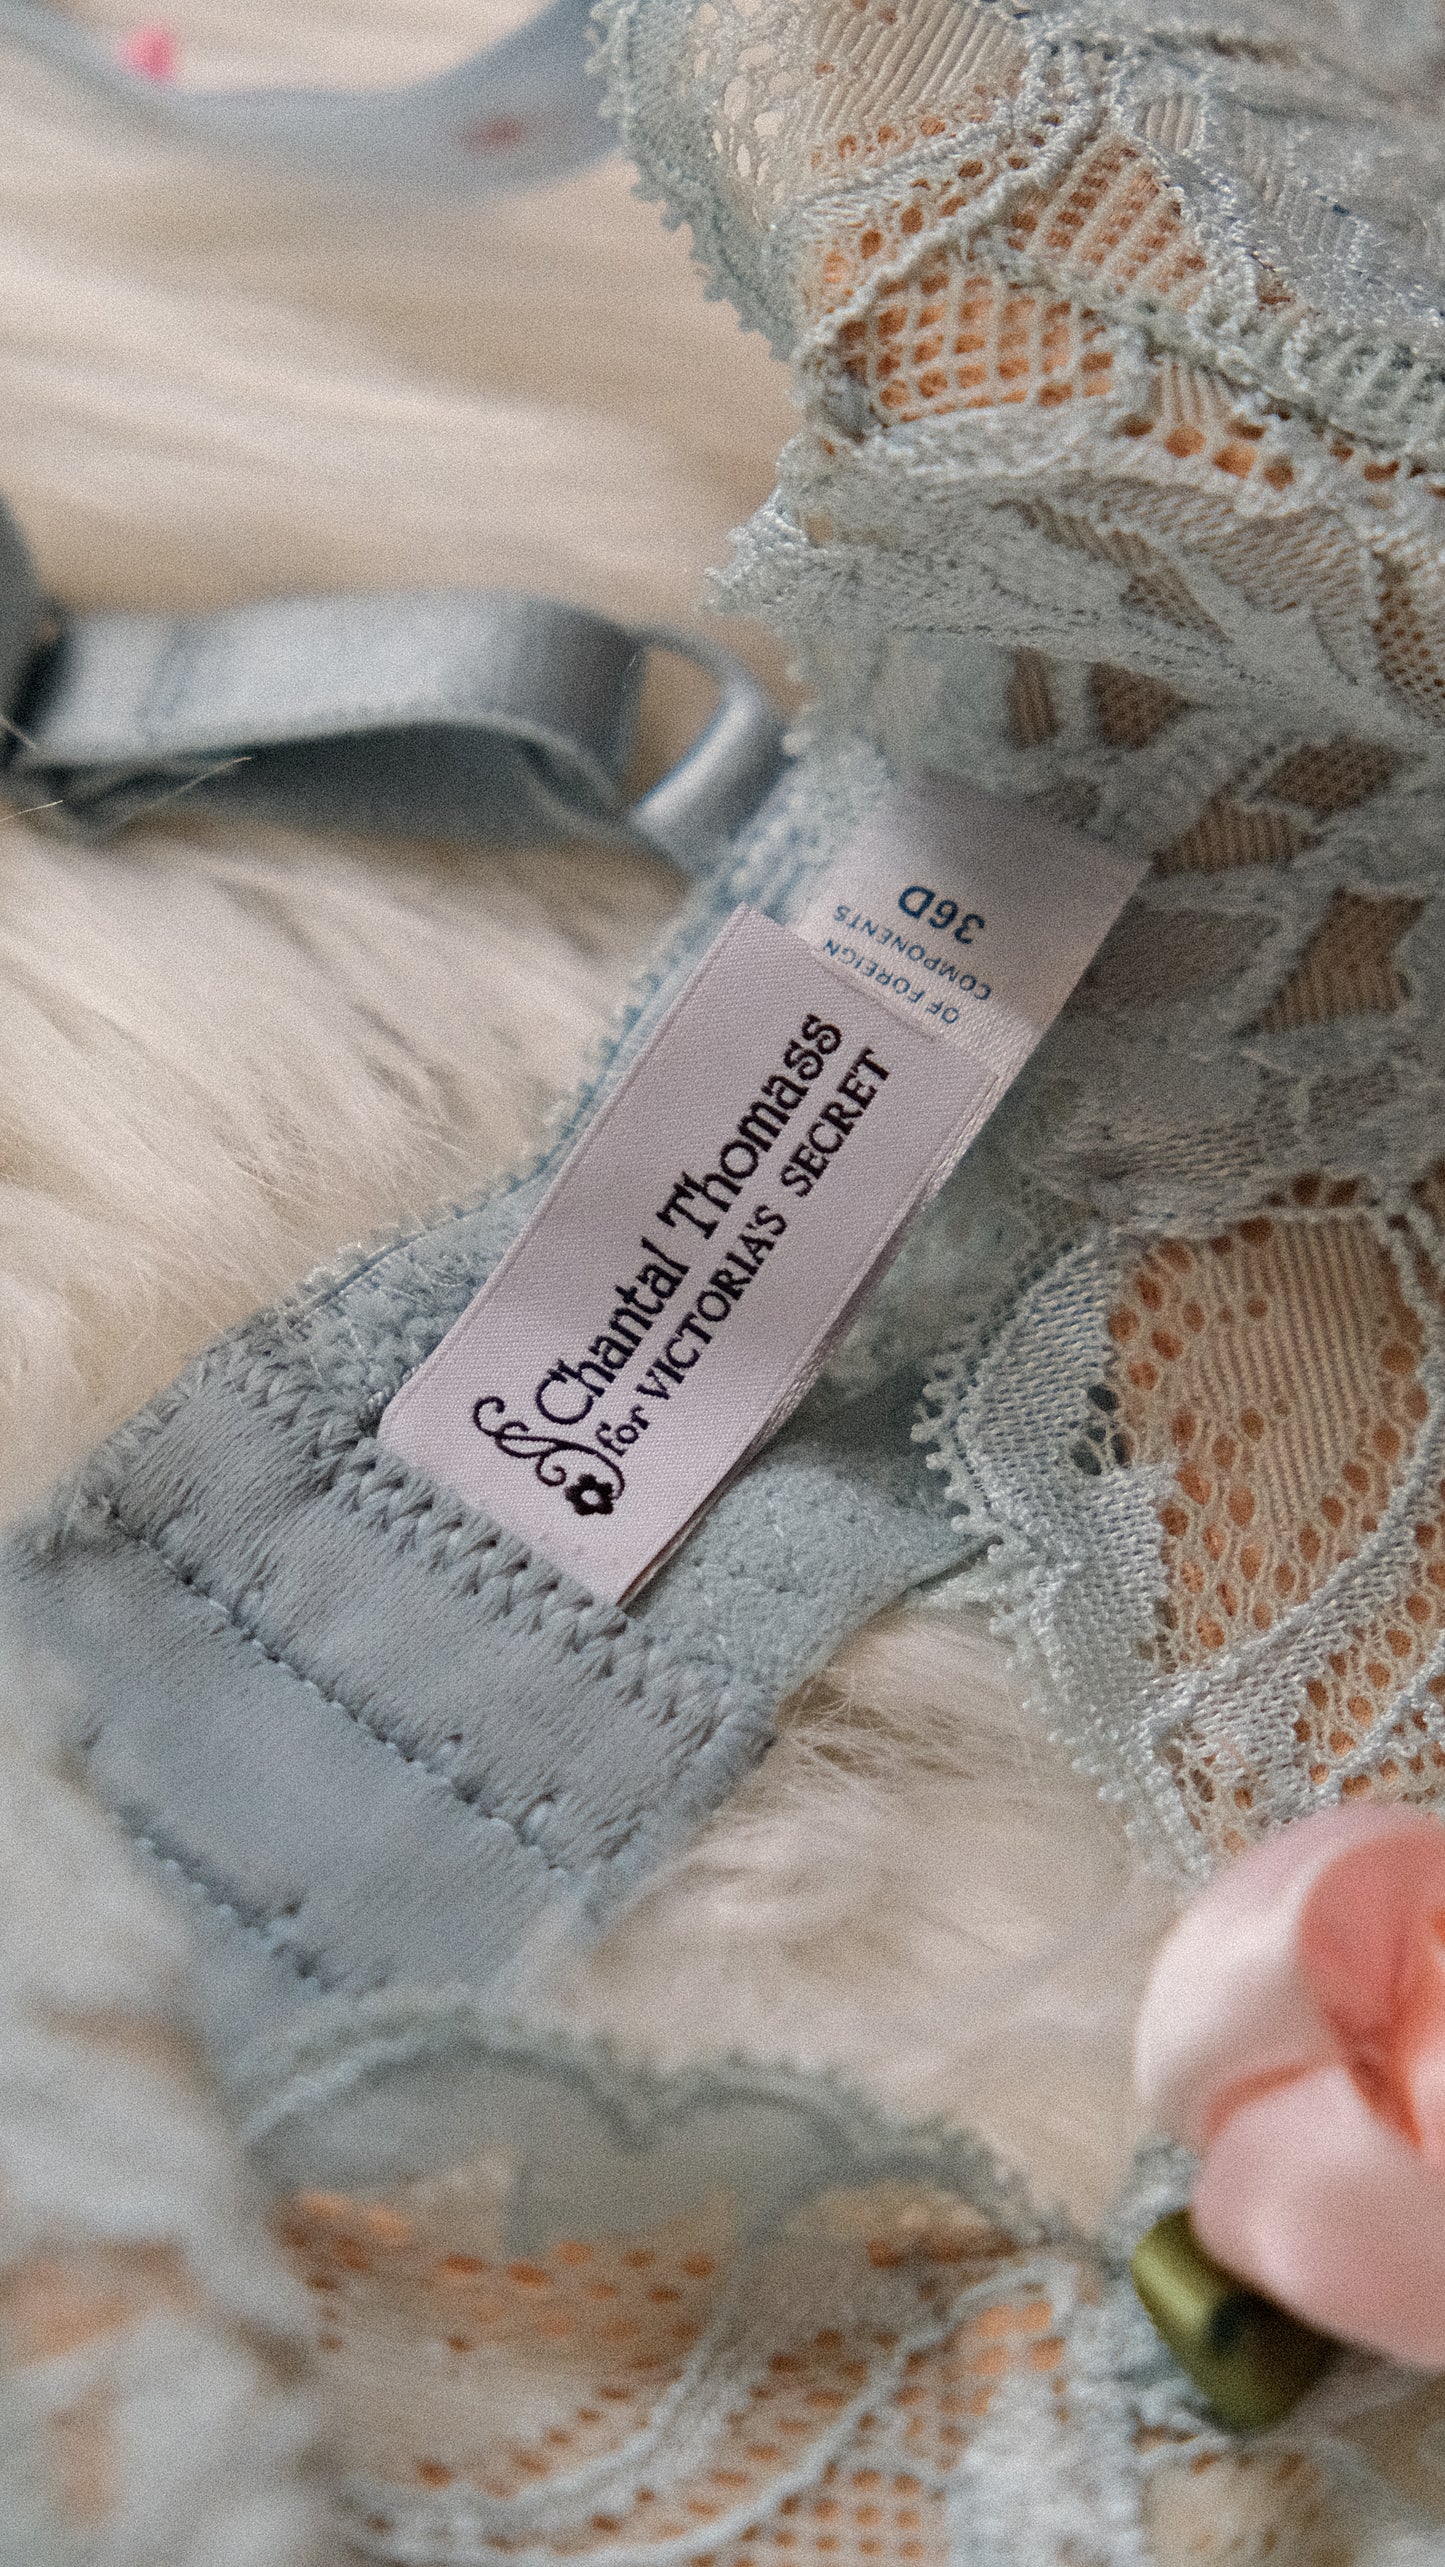 Chantal Thomass
for VICTORIA'S SECRET
OF FOREIGN
COMPONENTS
36D